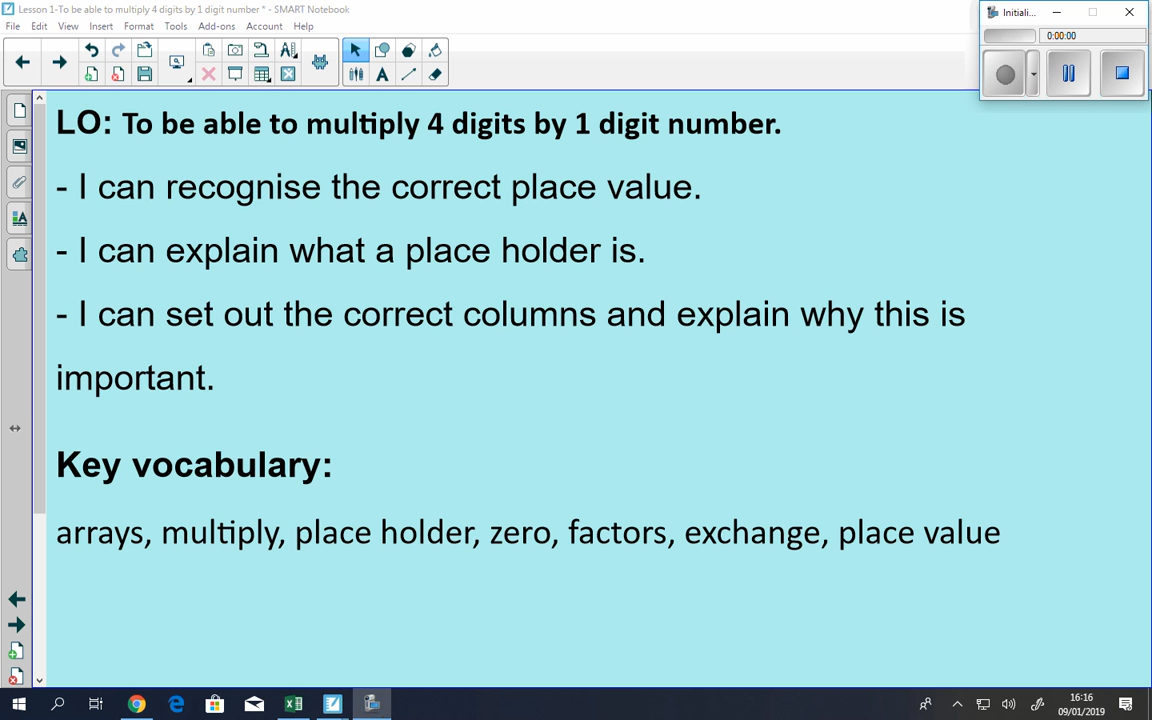 Lesson 1-To be able to multiply 4 digits by 1 digit number * - SMART Notebook
File Edit View Insert Format Tools Add-ons Account Help
Initiali...
0:00:00
LO: To be able to multiply 4 digits by 1 digit number.
- I can recognise the correct place value.
- I can explain what a place holder is.
- I can set out the correct columns and explain why this is
important.
Key vocabulary:
arrays, multiply, place holder, zero, factors, exchange, place value
16:16
09/01/2019